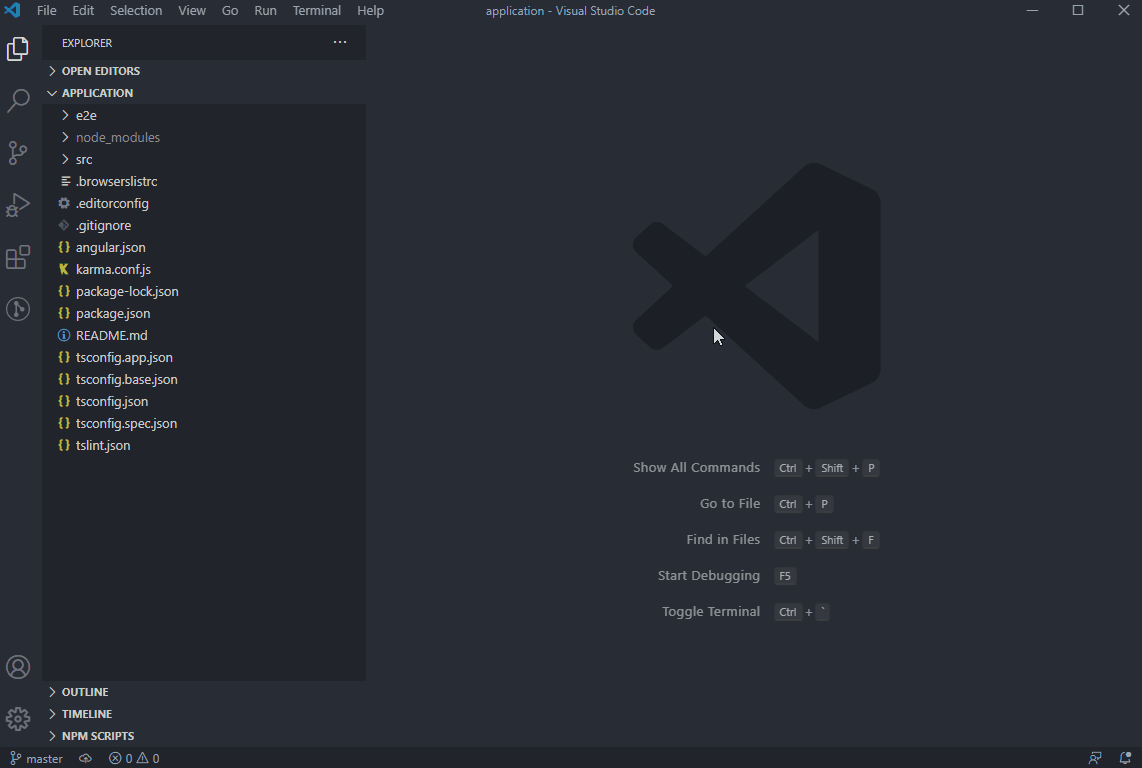 File Edit Selection View Go Run Terminal Help application - Visual Studio Code
EXPLORER
OPEN EDITORS
APPLICATION
e2e
node_modules
src
.browserslistrc
.editorconfig
.gitignore
angular.json
karma.conf.js
package-lock.json
package.json
README.md
tsconfig.app.json
tsconfig.base.json
tsconfig.json
tsconfig.spec.json
tslint.json
OUTLINE
TIMELINE
NPM SCRIPTS
Show All Commands Ctrl + Shift + P
Go to File Ctrl + P
Find in Files Ctrl + Shift + F
Start Debugging F5
Toggle Terminal Ctrl + `
master 0 0